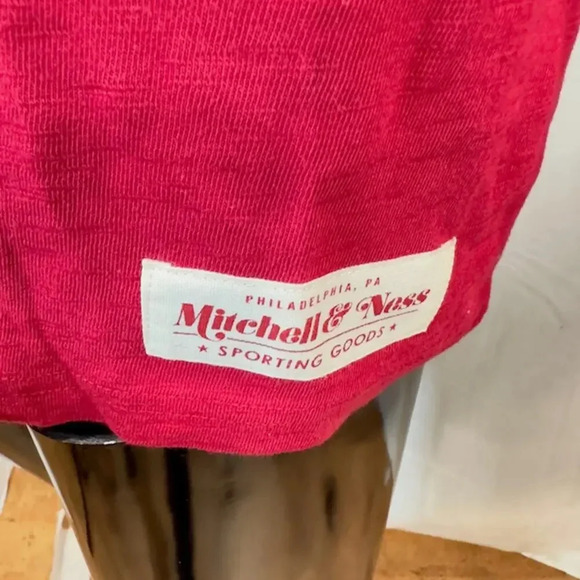 PHILADELPHIA, PA
Mitchell & Ness
★ SPORTING GOODS ★